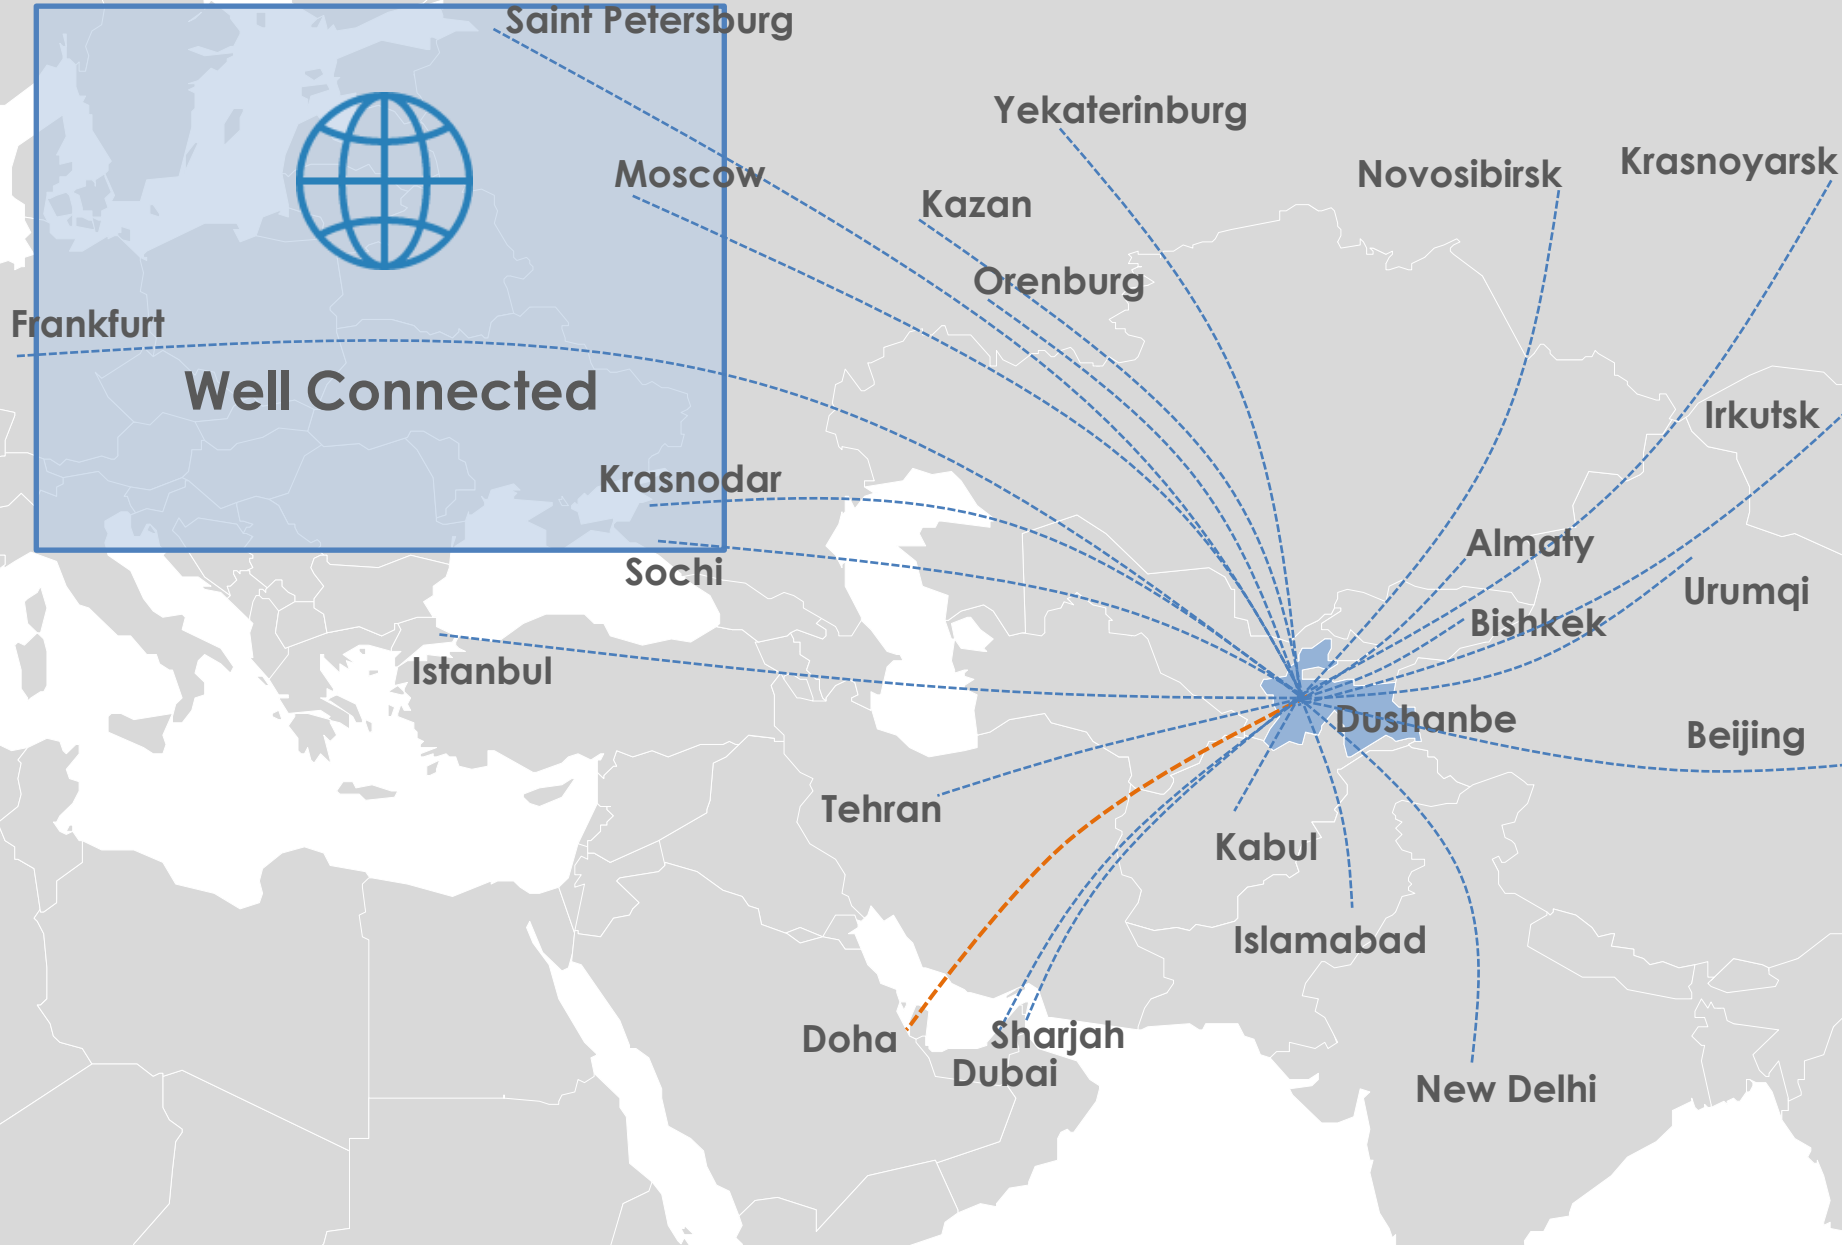 Saint Petersburg
Yekaterinburg
Krasnoyarsk
Moscow
Novosibirsk
Kazan
Orenburg
Frankfurt
Well Connected
Irkutsk
Krasnodar
Almaty
Sochi
Urumqi
Bishkek
Istanbul
Dushanbe
Beijing
Tehran
Kabul
Islamabad
Doha
Sharjah
Dubai
New Delhi